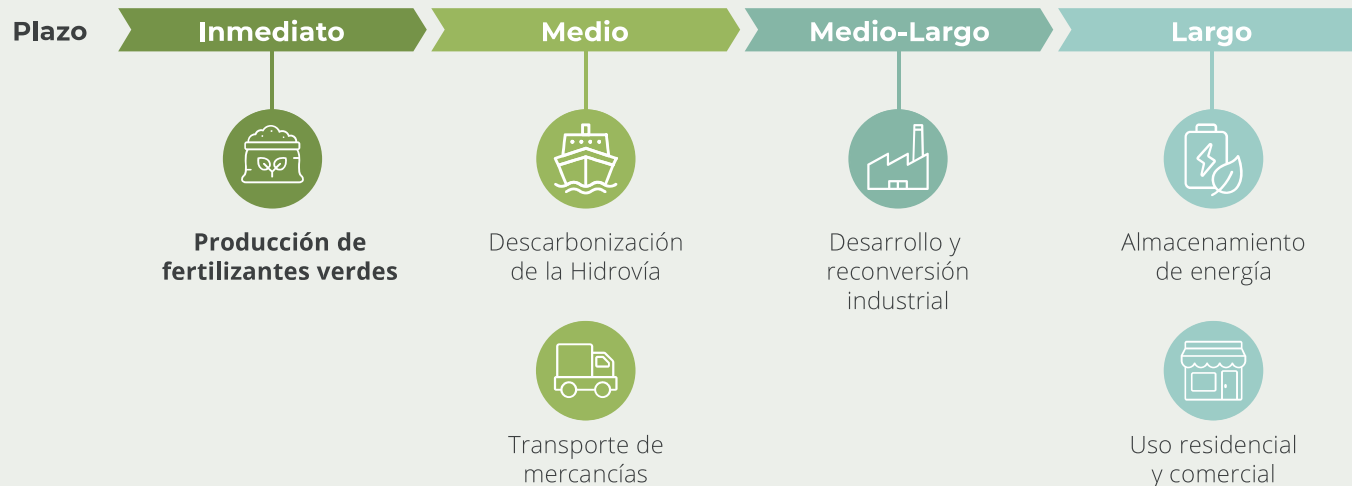 Plazo
Inmediato
Medio
Medio-Largo
Largo
Producción de
fertilizantes verdes
Descarbonización
de la Hidrovía
Transporte de
mercancías
Desarrollo y
reconversión
industrial
Almacenamiento
de energía
Uso residencial
y comercial